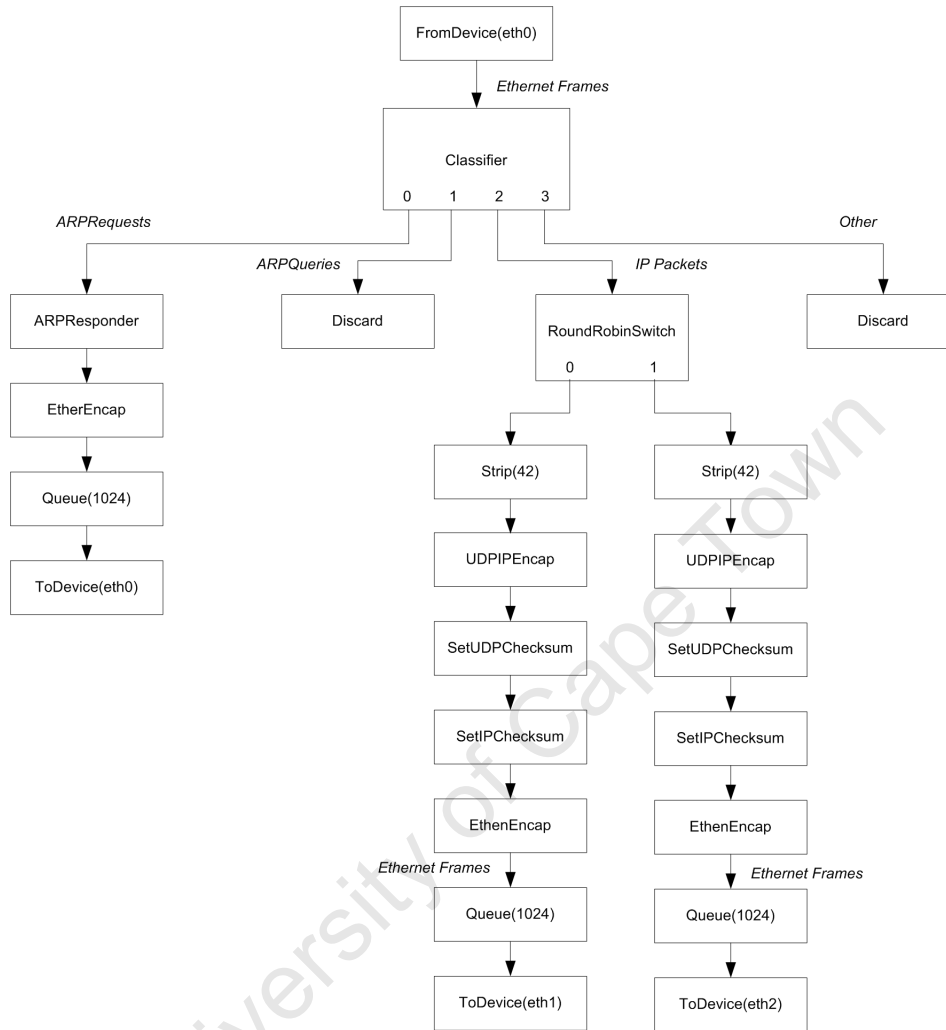 FromDevice(eth0)
Ethernet Frames
Classifier
0 1 2 3
ARPRequests
Other
ARPQueries
IP Packets
ARPResponder
Discard
RoundRobinSwitch
Discard
0 1
EtherEncap
Strip(42)
Strip(42)
Queue(1024)
UDPIPEncap
UDPIPEncap
ToDevice(eth0)
SetUDPChecksum
SetUDPChecksum
SetIPChecksum
SetIPChecksum
EthenEncap
EthenEncap
Ethernet Frames
Ethernet Frames
Queue(1024)
Queue(1024)
ToDevice(eth1)
ToDevice(eth2)
iversity of Cape Town